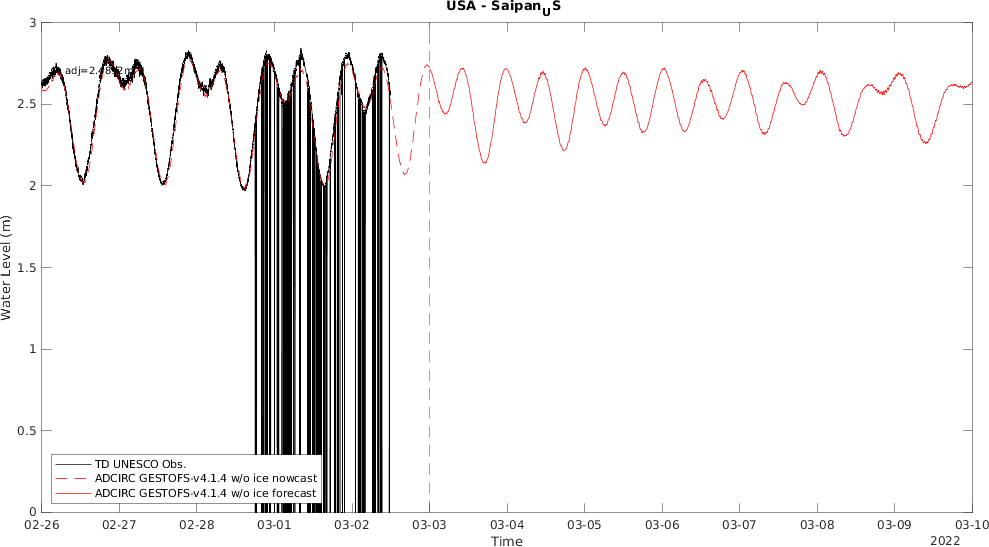 USA - SaipanUS
3
adj=2.
2.5
2
1.5
1
0.5
0
Water Level (m)
TD UNESCO Obs.
ADCIRC GESTOFS-v4.1.4 w/o ice nowcast
ADCIRC GESTOFS-v4.1.4 w/o ice forecast
02-26 02-27 02-28 03-01 03-02 03-03 03-04 03-05 03-06 03-07 03-08 03-09 03-10
Time
2022